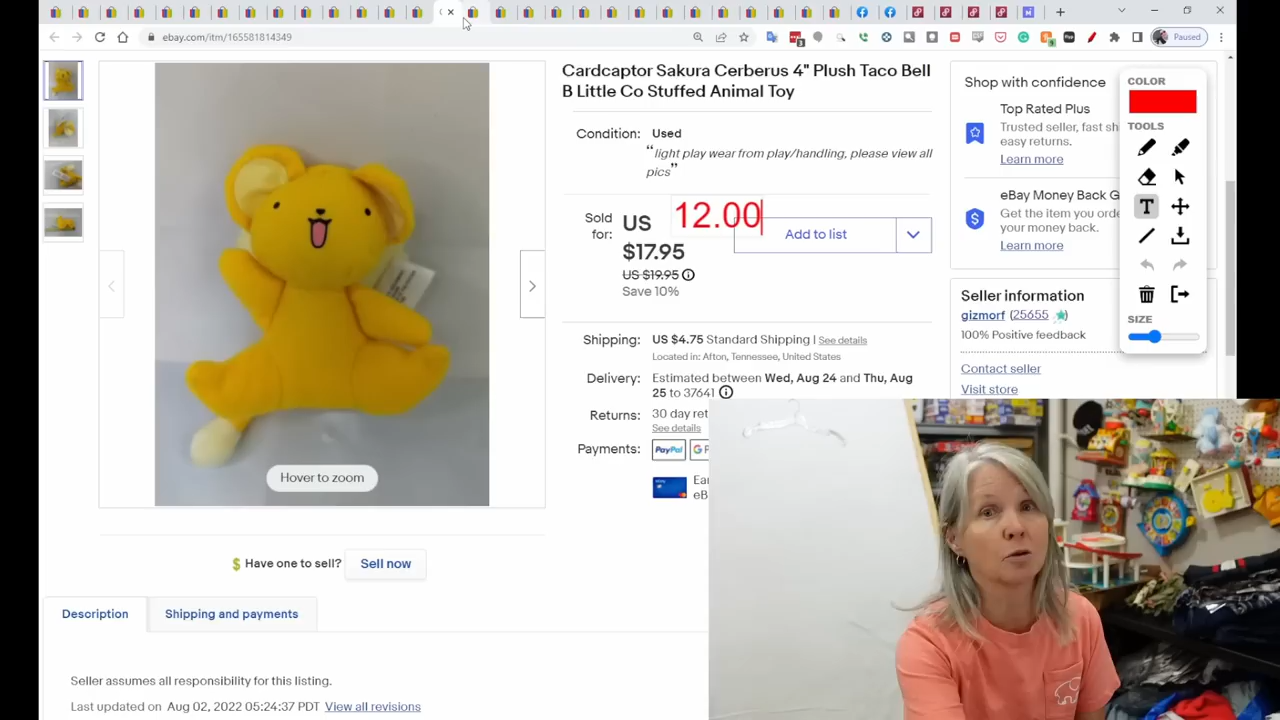 ebay.com/itm/165581814349
Paused
Cardcaptor Sakura Cerberus 4" Plush Taco Bell
B Little Co Stuffed Animal Toy
Condition:
Used
“light play wear from play/handling, please view all
pics”
Sold
for:
US
$17.95
12.00
US $19.95
Save 10%
Add to list
Shipping:
US $4.75 Standard Shipping | See details
Located in: Afton, Tennessee, United States
Delivery:
Estimated between Wed, Aug 24 and Thu, Aug
25 to 37641
Returns:
30 day ret
See details
Payments:
PayPal
Ear
eB
Hover to zoom
Have one to sell?
Sell now
Description
Shipping and payments
Seller assumes all responsibility for this listing.
Last updated on Aug 02, 2022 05:24:37 PDT View all revisions
Shop with confidence
Top Rated Plus
Trusted seller, fast sh
easy returns.
Learn more
eBay Money Back G
Get the item you orde
your money back.
Learn more
Seller information
gizmorf (25655)
100% Positive feedback
Contact seller
Visit store
COLOR
TOOLS
T
SIZE